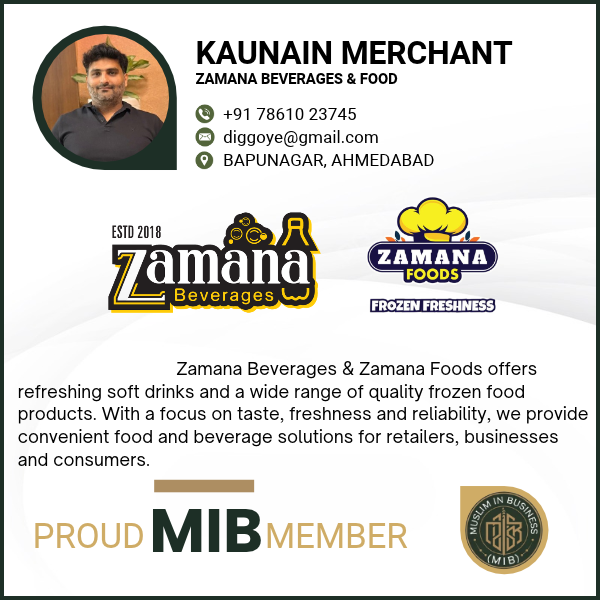 KAUNAIN MERCHANT
ZAMANA BEVERAGES & FOOD
+91 78610 23745
diggoye@gmail.com
BAPUNAGAR, AHMEDABAD
ESTD 2018
Zamana
Beverages
ZAMANA
FOODS
FROZEN FRESHNESS
Zamana Beverages & Zamana Foods offers
refreshing soft drinks and a wide range of quality frozen food
products. With a focus on taste, freshness and reliability, we provide
convenient food and beverage solutions for retailers, businesses
and consumers.
PROUD MIB MEMBER
MUSLIM IN BUSINESS
(MIB)